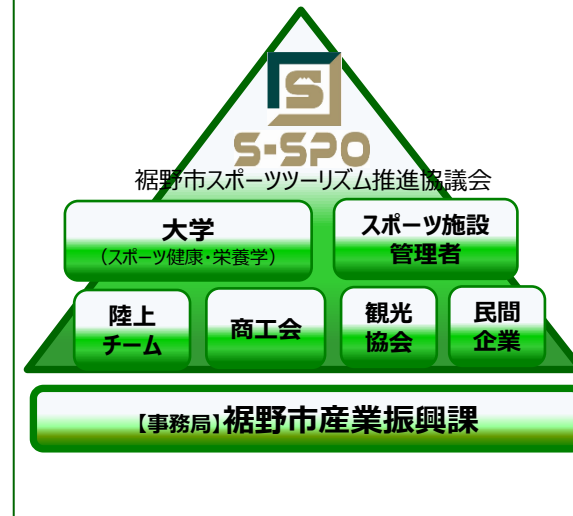 S
S-SPO
裾野市スポーツツーリズム推進協議会
大学
（スポーツ健康・栄養学）
スポーツ施設
管理者
陸上
チーム
商工会
観光
協会
民間
企業
【事務局】裾野市産業振興課